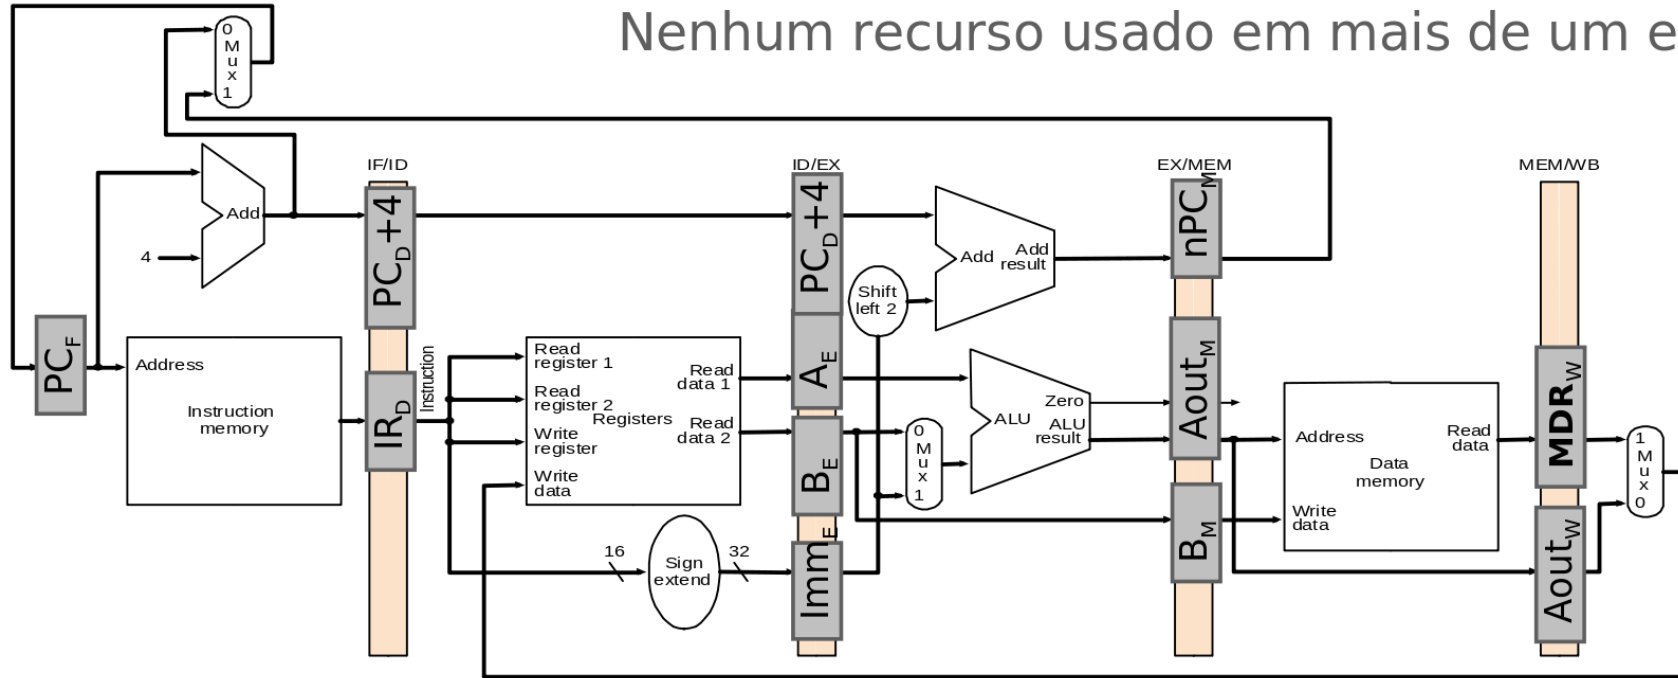 Nenhum recurso usado em mais de um e
0
M
u
x
1
IF/ID
ID/EX
EX/MEM
MEM/WB
Add
4
PC_D+4
PC_D+4
Add
Add
result
nPC_M
Shift
left 2
PC_F
Address
Instruction
memory
IR_D
Instruction
Read
register 1
Read
register 2
Write
register
Write
data
Registers
Read
data 1
Read
data 2
A_E
B_E
Imm_E
16
Sign
extend
32
0
M
u
x
1
ALU
Zero
ALU
result
Aout_M
B_M
Address
Write
data
Data
memory
Read
data
MDR_W
Aout_W
1
M
u
x
0